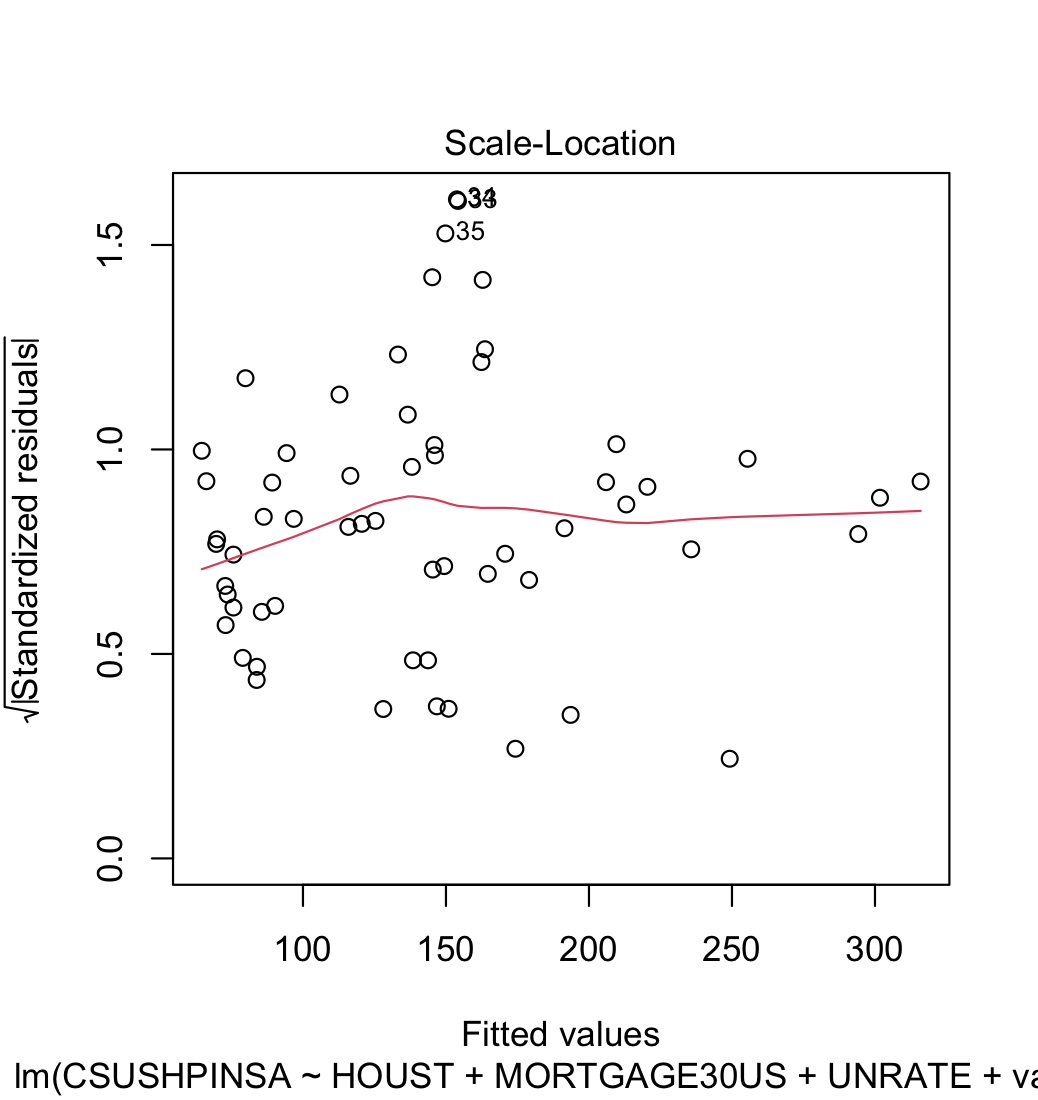 Scale-Location
34
33
35
√|Standardized residuals|
1.5
1.0
0.5
0.0
100 150 200 250 300
Fitted values
lm(CSUSHPINSA ~ HOUST + MORTGAGE30US + UNRATE + va